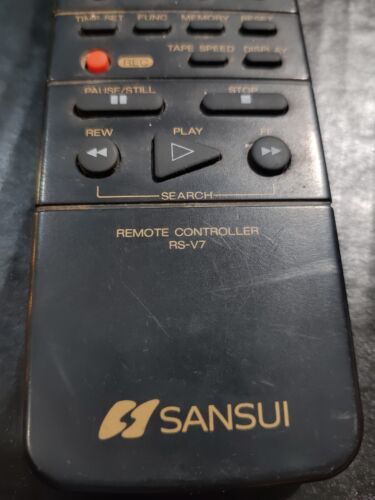 TIME SET FUNC MEMORY RESET
REC TAPE SPEED DISPLAY
PAUSE/STILL STOP
REW PLAY FF
SEARCH
REMOTE CONTROLLER
RS-V7
SANSUI